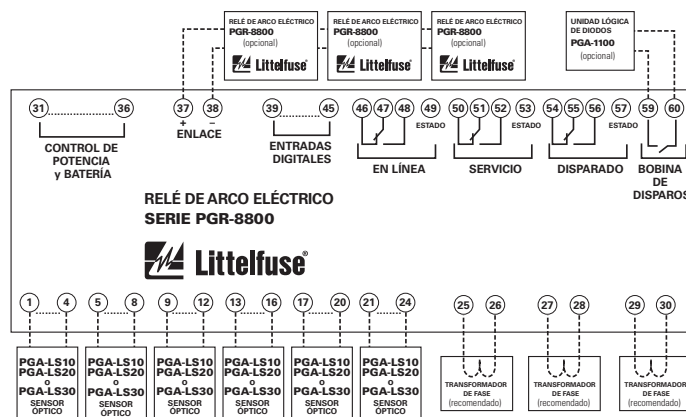 RELÉ DE ARCO ELÉCTRICO
PGR-8800
(opcional)
Littelfuse
RELÉ DE ARCO ELÉCTRICO
PGR-8800
(opcional)
Littelfuse
RELÉ DE ARCO ELÉCTRICO
PGR-8800
(opcional)
Littelfuse
UNIDAD LÓGICA
DE DIODOS
PGA-1100
(opcional)
31 36 37 38 39 45 46 47 48 49 50 51 52 53 54 55 56 57 59 60
+ –
ENLACE
ESTADO
ESTADO
ESTADO
CONTROL DE
POTENCIA
y BATERÍA
ENTRADAS
DIGITALES
EN LÍNEA
SERVICIO
DISPARADO
BOBINA
DE
DISPAROS
RELÉ DE ARCO ELÉCTRICO
SERIE PGR-8800
Littelfuse®
1 4 5 8 9 12 13 16 17 20 21 24 25 26 27 28 29 30
PGA-LS10
PGA-LS20
o
PGA-LS30
SENSOR
ÓPTICO
PGA-LS10
PGA-LS20
o
PGA-LS30
SENSOR
ÓPTICO
PGA-LS10
PGA-LS20
o
PGA-LS30
SENSOR
ÓPTICO
PGA-LS10
PGA-LS20
o
PGA-LS30
SENSOR
ÓPTICO
PGA-LS10
PGA-LS20
o
PGA-LS30
SENSOR
ÓPTICO
PGA-LS10
PGA-LS20
o
PGA-LS30
SENSOR
ÓPTICO
TRANSFORMADOR
DE FASE
(recomendado)
TRANSFORMADOR
DE FASE
(recomendado)
TRANSFORMADOR
DE FASE
(recomendado)